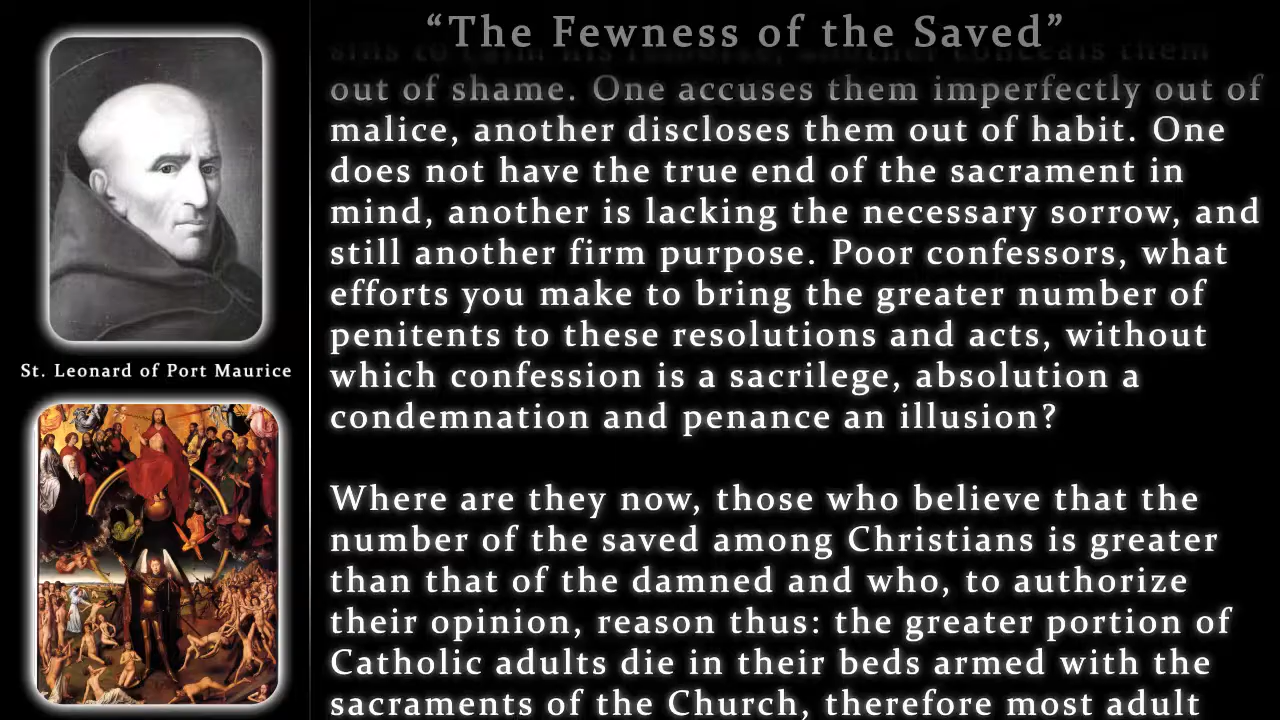 “The Fewness of the Saved”
out of shame. One accuses them imperfectly out of
malice, another discloses them out of habit. One
does not have the true end of the sacrament in
mind, another is lacking the necessary sorrow, and
still another firm purpose. Poor confessors, what
efforts you make to bring the greater number of
penitents to these resolutions and acts, without
which confession is a sacrilege, absolution a
condemnation and penance an illusion?
Where are they now, those who believe that the
number of the saved among Christians is greater
than that of the damned and who, to authorize
their opinion, reason thus: the greater portion of
Catholic adults die in their beds armed with the
sacraments of the Church, therefore most adult
St. Leonard of Port Maurice